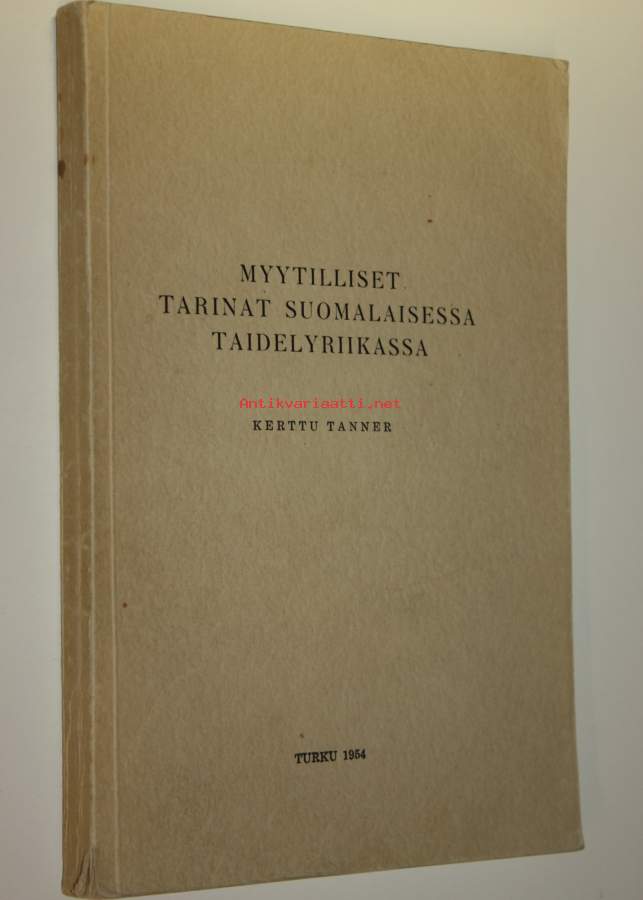 MYYTILLISET
TARINAT SUOMALAISESSA
TAIDELYRIIKASSA
Antikvariaatti.net
KERTTU TANNER
TURKU 1954